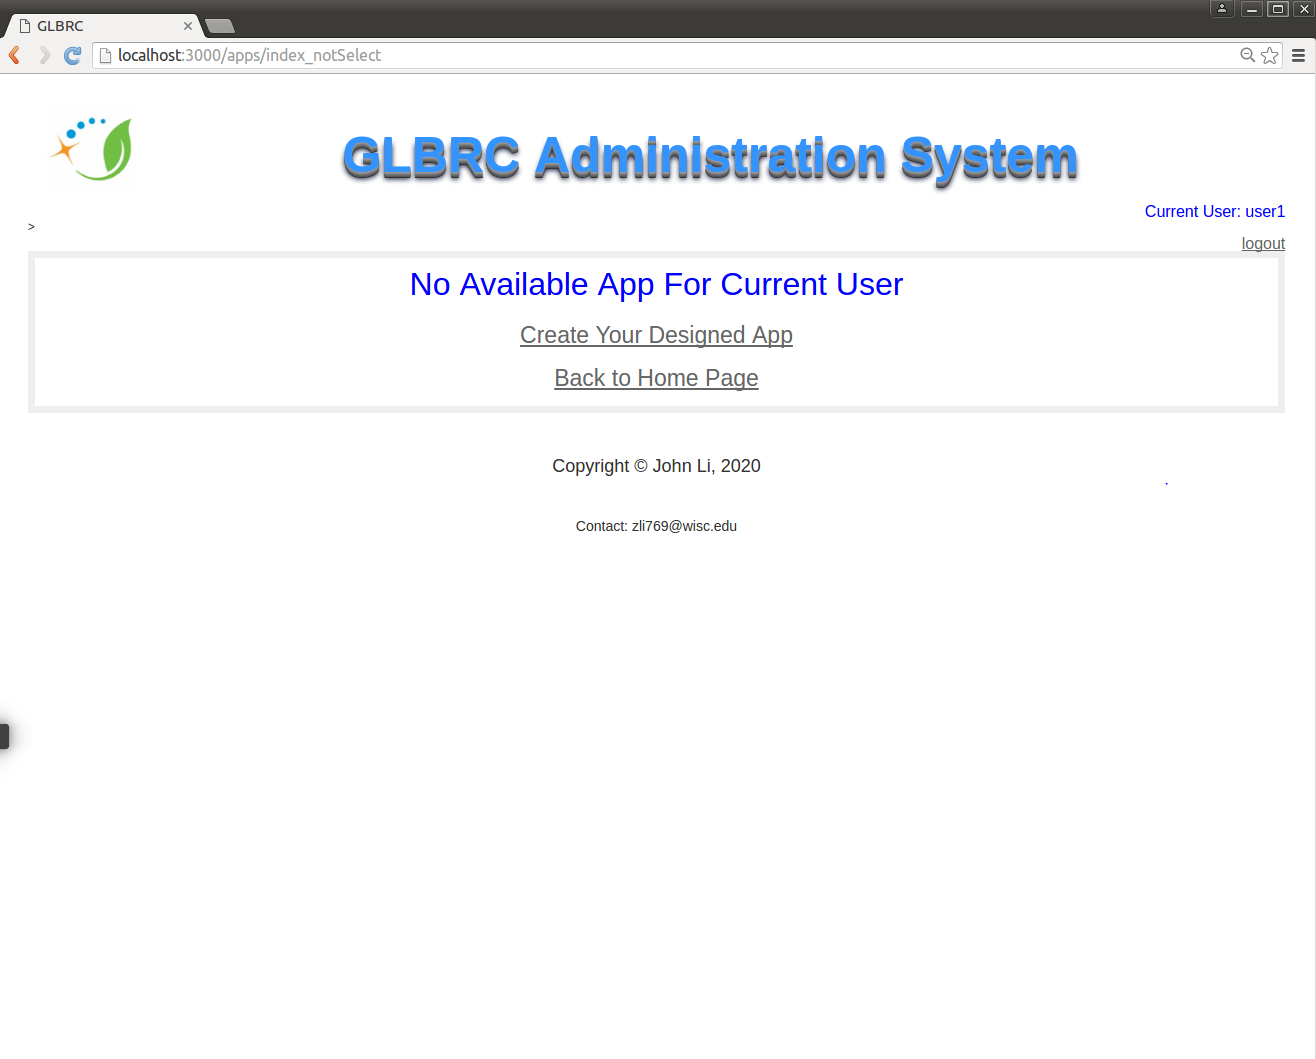 GLBRC
localhost:3000/apps/index_notSelect
GLBRC Administration System
Current User: user1
>
logout
No Available App For Current User
Create Your Designed App
Back to Home Page
Copyright © John Li, 2020
.
Contact: zli769@wisc.edu